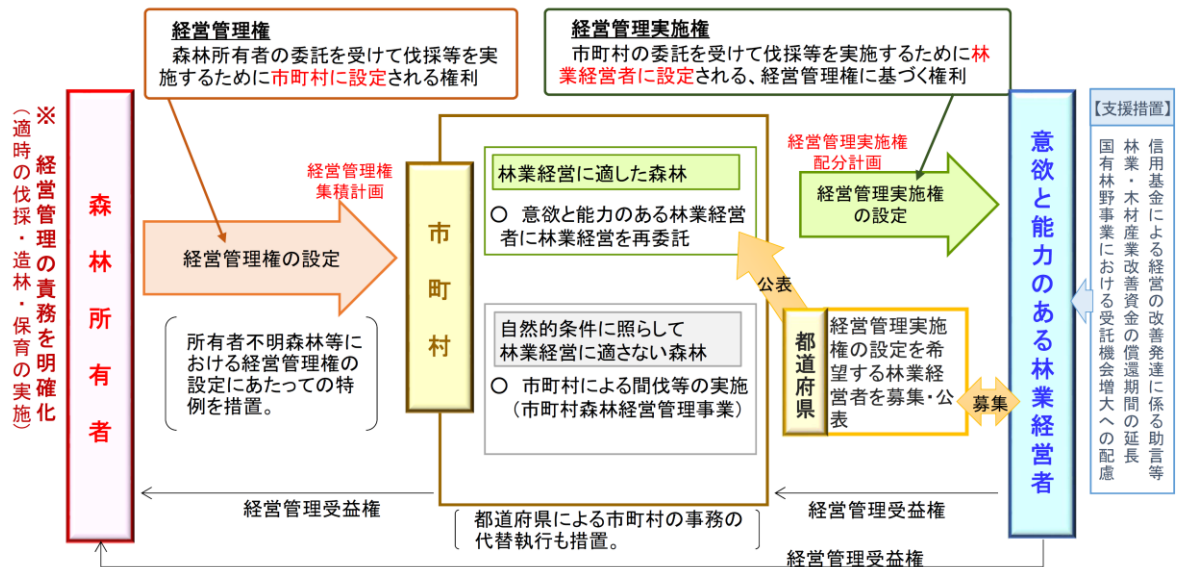 経営管理権
森林所有者の委託を受けて伐採等を実
施するために市町村に設定される権利
経営管理実施権
市町村の委託を受けて伐採等を実施するために林
業経営者に設定される、経営管理権に基づく権利
※ 経営管理の責務を明確化
(適時の伐採・造林・保育の実施)
森林所有者
経営管理権
集積計画
経営管理権の設定
所有者不明森林等に
おける経営管理権の
設定にあたっての特
例を措置。
市町村
林業経営に適した森林
○ 意欲と能力のある林業経営
者に林業経営を再委託
自然的条件に照らして
林業経営に適さない森林
○ 市町村による間伐等の実施
(市町村森林経営管理事業)
経営管理実施権
配分計画
経営管理実施権
の設定
公表
都道府県
経営管理実施
権の設定を希
望する林業経
営者を募集・公
表
募集
意欲と能力のある林業経営者
【支援措置】
信用基金による経営の改善発達に係る助言等
林業・木材産業改善資金の償還期間の延長
国有林野事業における受託機会増大への配慮
経営管理受益権
経営管理受益権
都道府県による市町村の事務の
代替執行も措置。
経営管理受益権